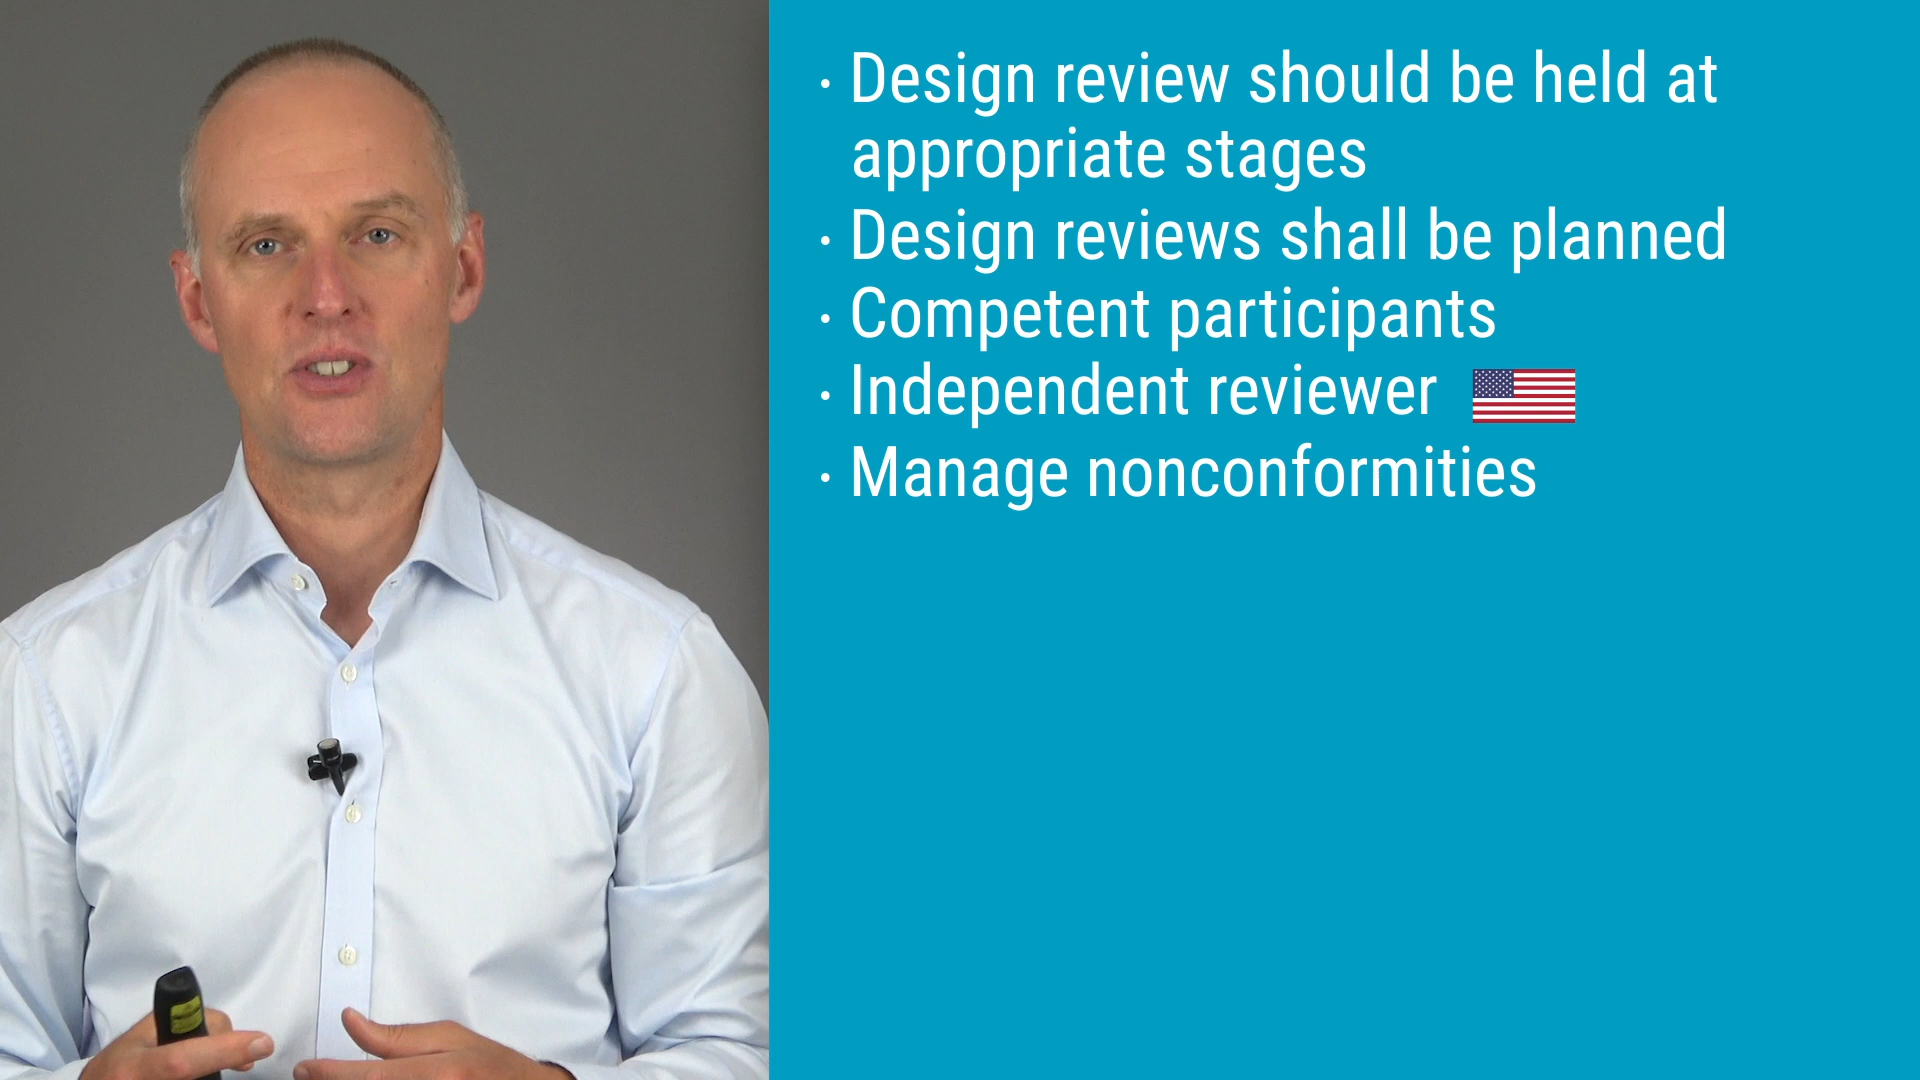 · Design review should be held at
appropriate stages
· Design reviews shall be planned
· Competent participants
· Independent reviewer
· Manage nonconformities